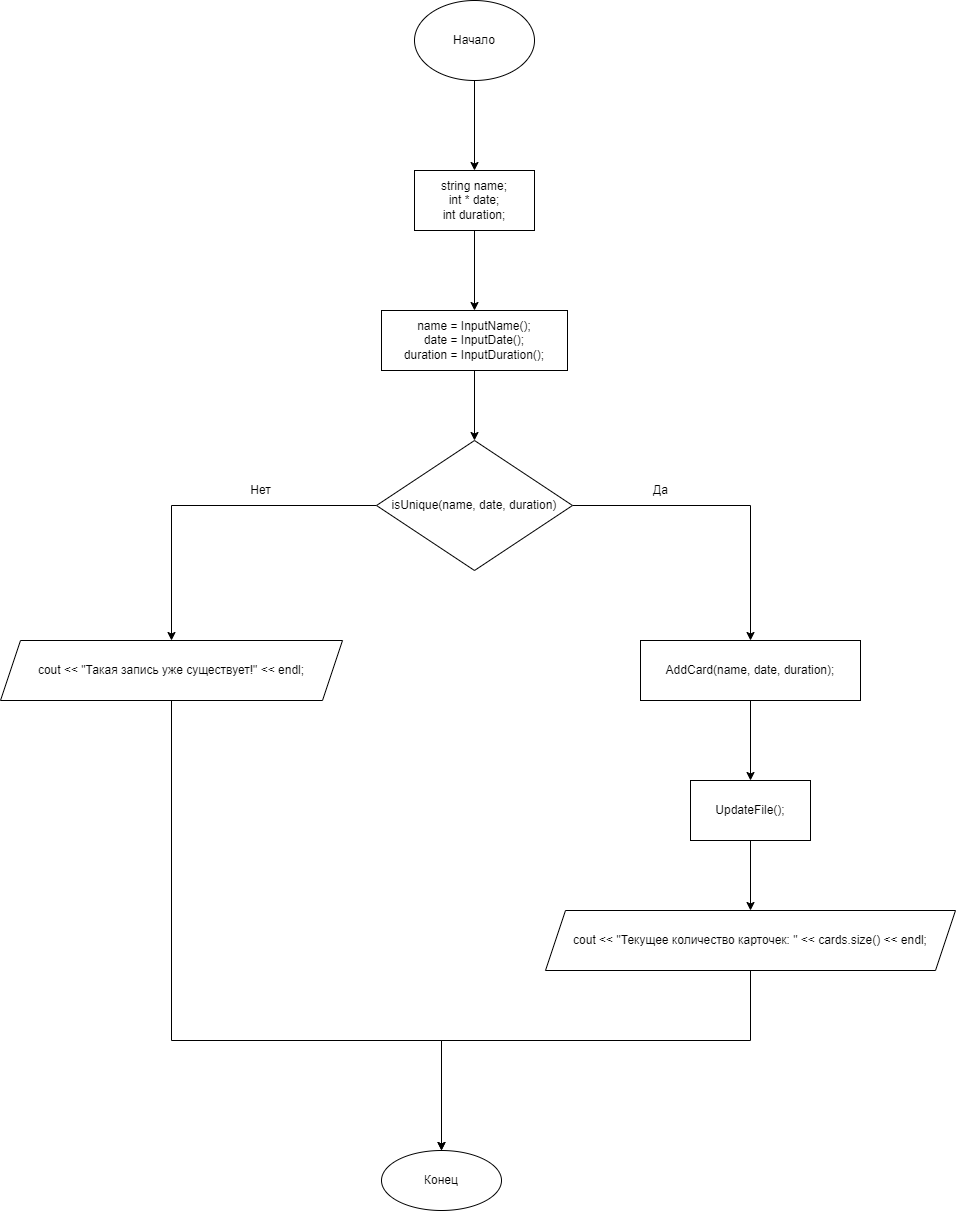 Начало
string name;
int * date;
int duration;
name = InputName();
date = InputDate();
duration = InputDuration();
isUnique(name, date, duration)
Нет
Да
cout << "Такая запись уже существует!" << endl;
AddCard(name, date, duration);
UpdateFile();
cout << "Текущее количество карточек: " << cards.size() << endl;
Конец